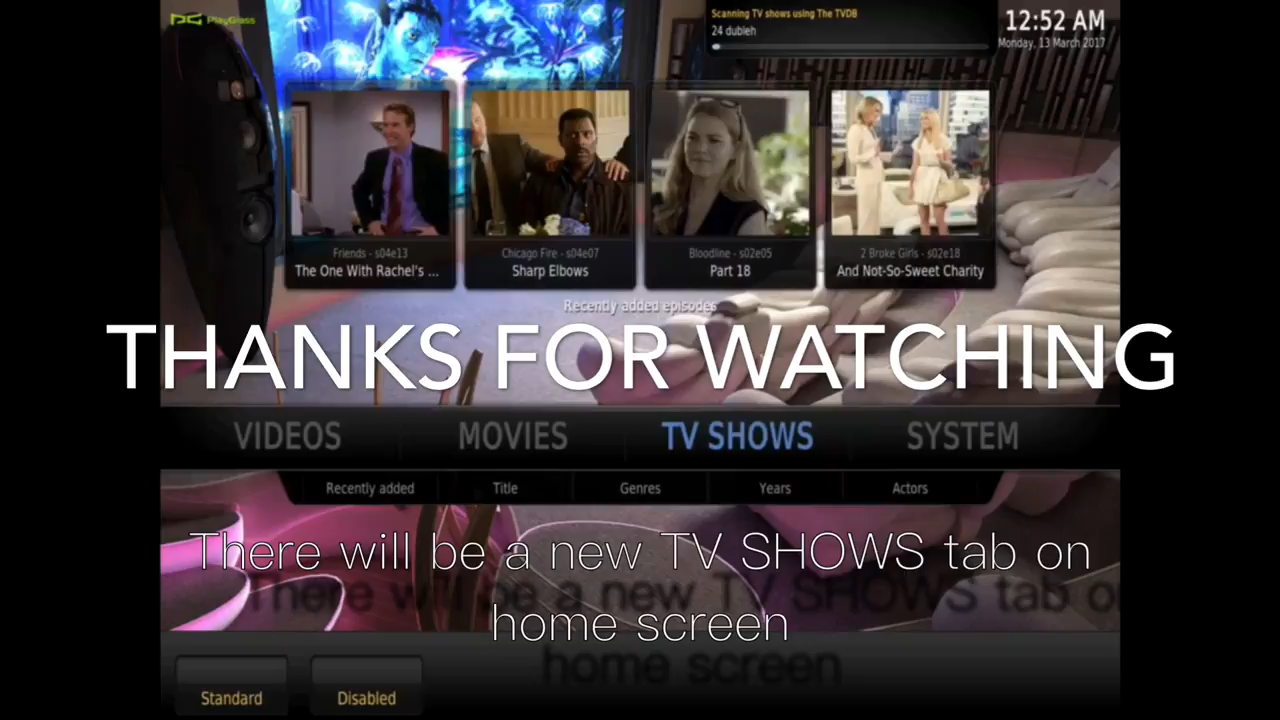 PG PlayGlass
Scanning TV shows using The TVDB
24 dubleh
12:52 AM
Monday, 13 March 2017
Friends - s04e13
The One With Rachel's ...
Chicago Fire - s04e07
Sharp Elbows
Bloodline - s02e05
Part 18
2 Broke Girls - s02e18
And Not-So-Sweet Charity
Recently added episodes
THANKS FOR WATCHING
VIDEOS MOVIES TV SHOWS SYSTEM
Recently added Title Genres Years Actors
There will be a new TV SHOWS tab on
home screen
Standard Disabled